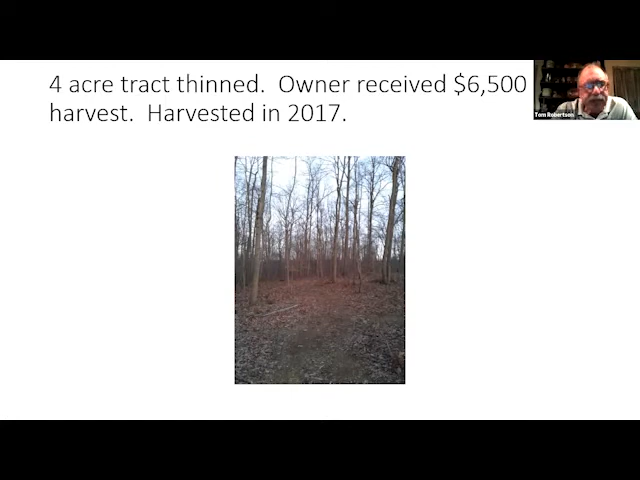 4 acre tract thinned.  Owner received $6,500
harvest.  Harvested in 2017.
Tom Robertson